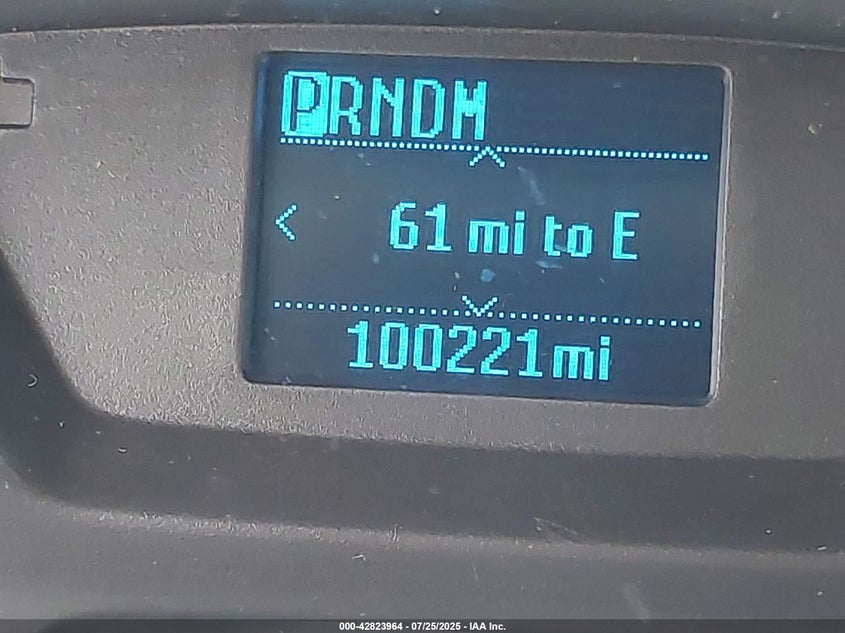 PRNDM
61 mi to E
100221mi
000-42823964 - 07/25/2025 - IAA Inc.